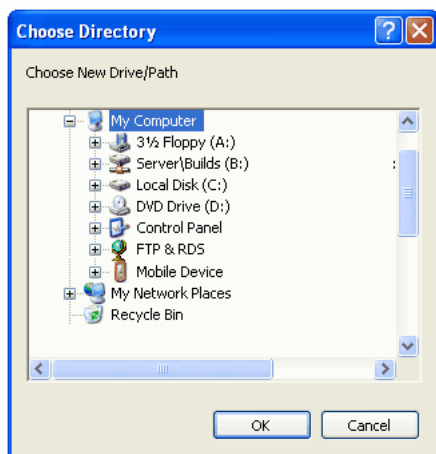 Choose Directory
Choose New Drive/Path
My Computer
3½ Floppy (A:)
Server\Builds (B:)
Local Disk (C:)
DVD Drive (D:)
Control Panel
FTP & RDS
Mobile Device
My Network Places
Recycle Bin
OK Cancel